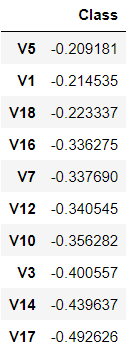 Class
V5 -0.209181
V1 -0.214535
V18 -0.223337
V16 -0.336275
V7 -0.337690
V12 -0.340545
V10 -0.356282
V3 -0.400557
V14 -0.439637
V17 -0.492626